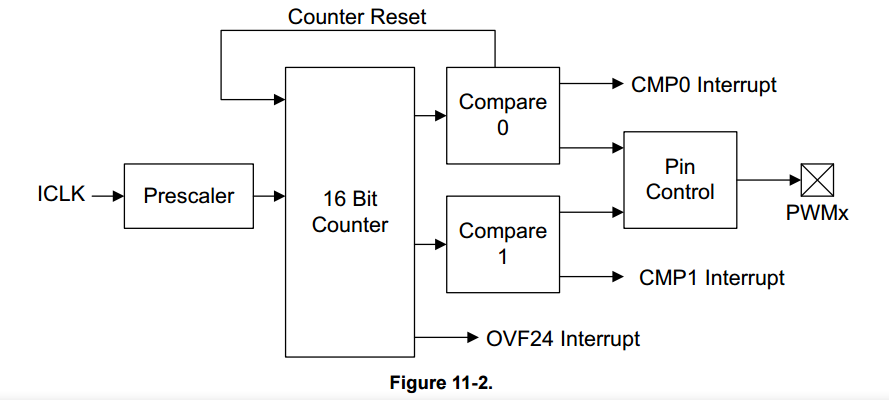 Counter Reset
Compare
0
CMP0 Interrupt
ICLK
Prescaler
16 Bit
Counter
Pin
Control
PWMx
Compare
1
CMP1 Interrupt
OVF24 Interrupt
Figure 11-2.